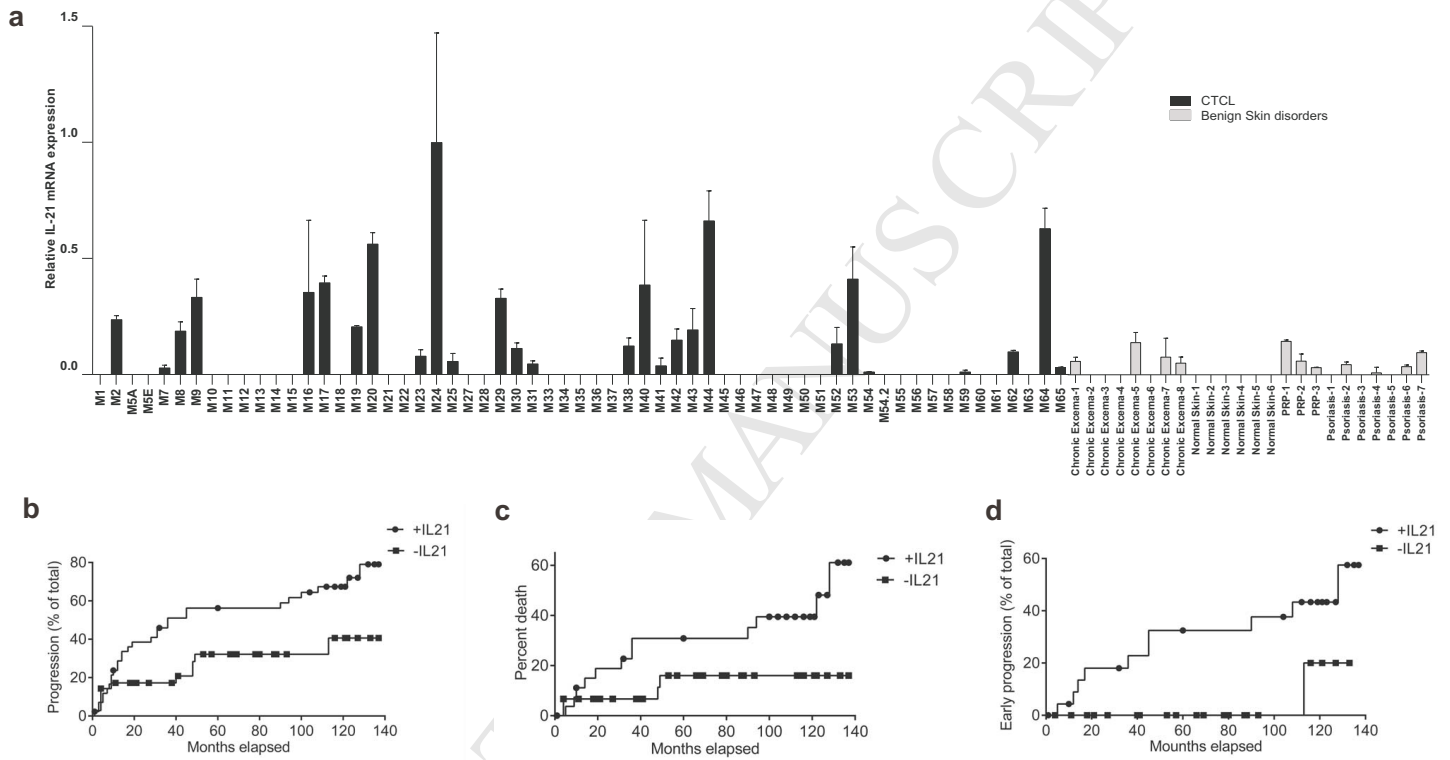 a
1.5
1.0
0.5
0.0
Relative IL-21 mRNA expression
CTCL
Benign Skin disorders
M1
M2
M5A
M5E
M7
M8
M9
M10
M11
M12
M13
M14
M15
M16
M17
M18
M19
M20
M21
M22
M23
M24
M25
M27
M28
M29
M30
M31
M33
M34
M35
M36
M37
M38
M40
M41
M42
M43
M44
M45
M46
M47
M48
M49
M50
M51
M52
M53
M54
M54.2
M55
M56
M57
M58
M59
M60
M61
M62
M63
M64
M65
Chronic Excema-1
Chronic Excema-2
Chronic Excema-3
Chronic Excema-4
Chronic Excema-5
Chronic Excema-6
Chronic Excema-7
Chronic Excema-8
Normal Skin-1
Normal Skin-2
Normal Skin-3
Normal Skin-4
Normal Skin-5
Normal Skin-6
PRP-1
PRP-2
PRP-3
Psoriasis-1
Psoriasis-2
Psoriasis-3
Psoriasis-4
Psoriasis-5
Psoriasis-6
Psoriasis-7
MANUSCRIP
b
+IL21
-IL21
Progression (% of total)
80
60
40
20
0
0 20 40 60 80 100 120 140
Months elapsed
c
+IL21
-IL21
Percent death
60
40
20
0
0 20 40 60 80 100 120 140
Months elapsed
d
+IL21
-IL21
Early progression (% of total)
60
40
20
0
0 20 40 60 80 100 120 140
Mounths elapsed